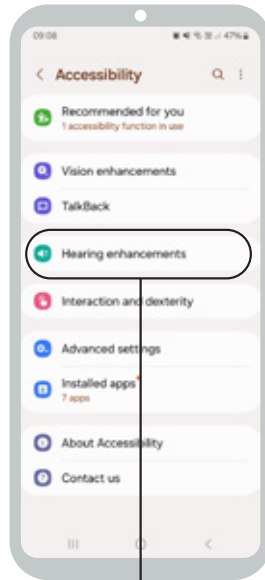 09:08
47%
Accessibility
Recommended for you
1 accessibility function in use
Vision enhancements
TalkBack
Hearing enhancements
Interaction and dexterity
Advanced settings
Installed apps
7 apps
About Accessibility
Contact us